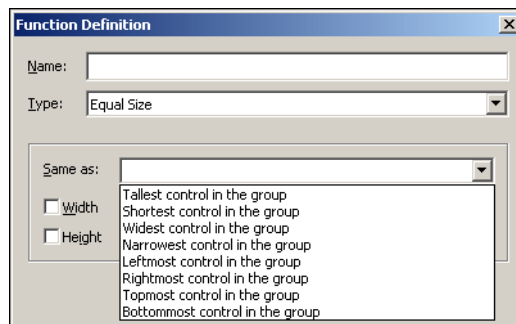 Function Definition
Name:
Type: Equal Size
Same as:
Tallest control in the group
Width Shortest control in the group
Widest control in the group
Height Narrowest control in the group
Leftmost control in the group
Rightmost control in the group
Topmost control in the group
Bottommost control in the group